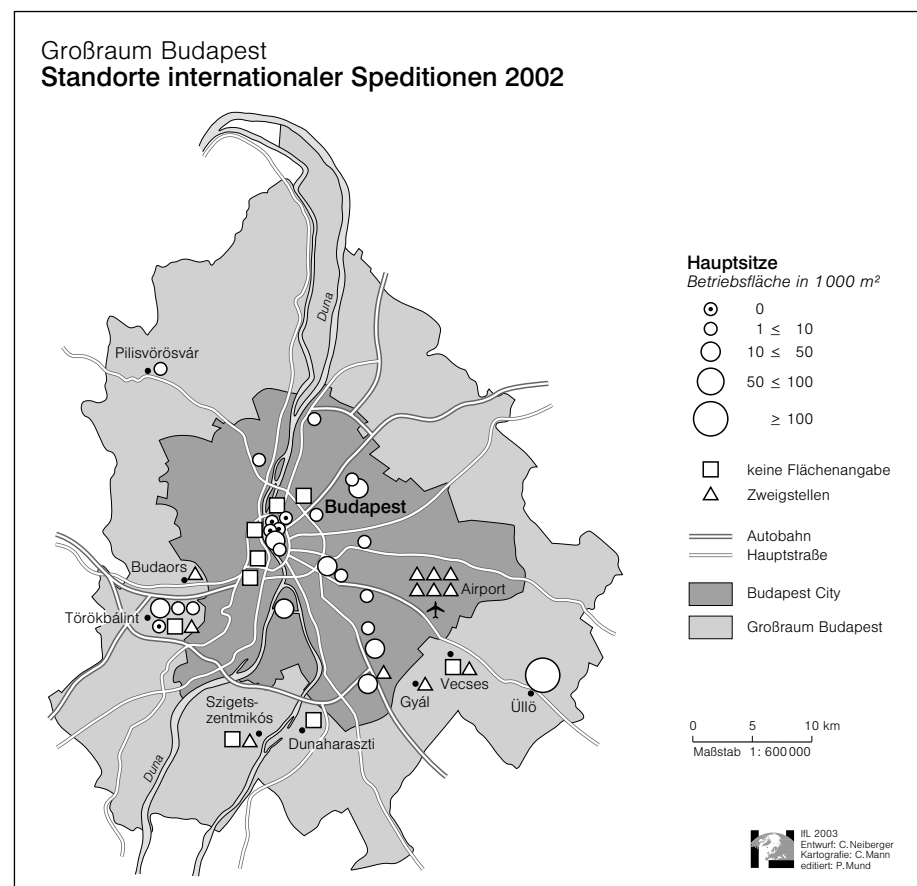 Großraum Budapest
Standorte internationaler Speditionen 2002
Duna
Pilisvörösvár
Budapest
Budaors
Airport
Törökbálint
Vecses
Gyál
Üllö
Szigets-
zentmikós
Dunaharaszti
Duna
Hauptsitze
Betriebsfläche in 1000 m²
0
1 ≤ 10
10 ≤ 50
50 ≤ 100
≥ 100
keine Flächenangabe
Zweigstellen
Autobahn
Hauptstraße
Budapest City
Großraum Budapest
0 5 10 km
Maßstab 1: 600 000
IfL 2003
Entwurf: C. Neiberger
Kartografie: C. Mann
editiert: P. Mund